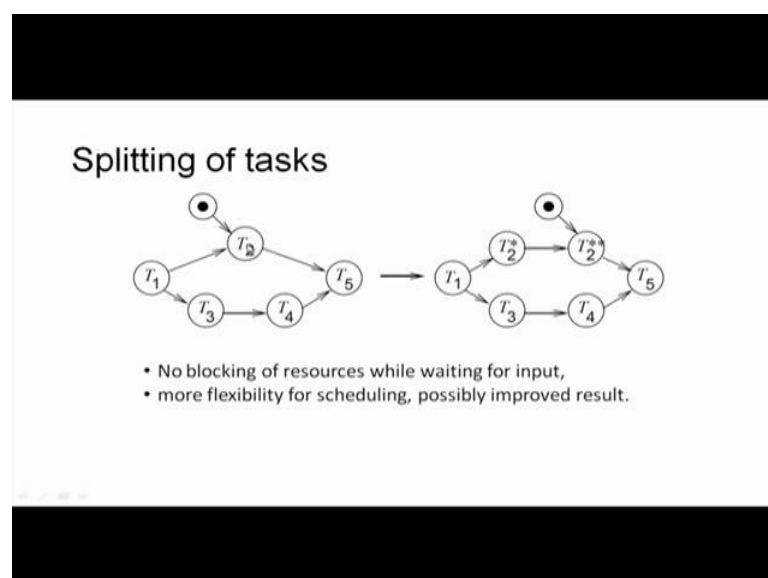 Splitting of tasks
T2 T2* T2**
T1 T5 T1 T5
T3 T4 T3 T4
• No blocking of resources while waiting for input,
• more flexibility for scheduling, possibly improved result.